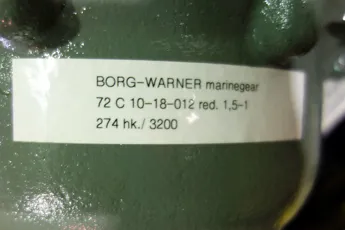 BORG-WARNER marinegear
72 C 10-18-012 red. 1,5-1
274 hk./ 3200